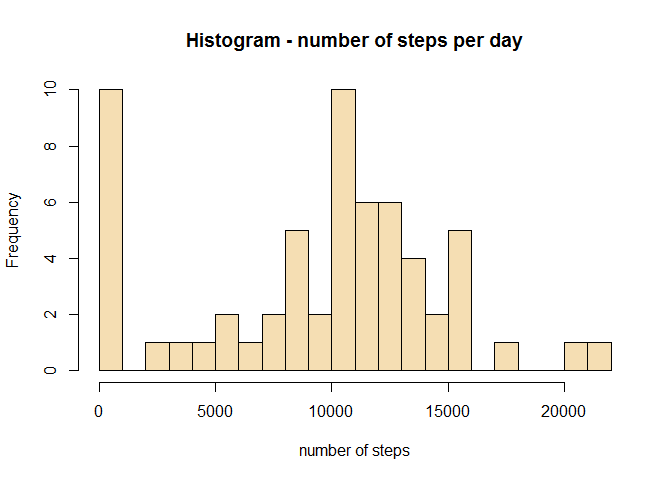 Histogram - number of steps per day
Frequency
10
8
6
4
2
0
0 5000 10000 15000 20000
number of steps